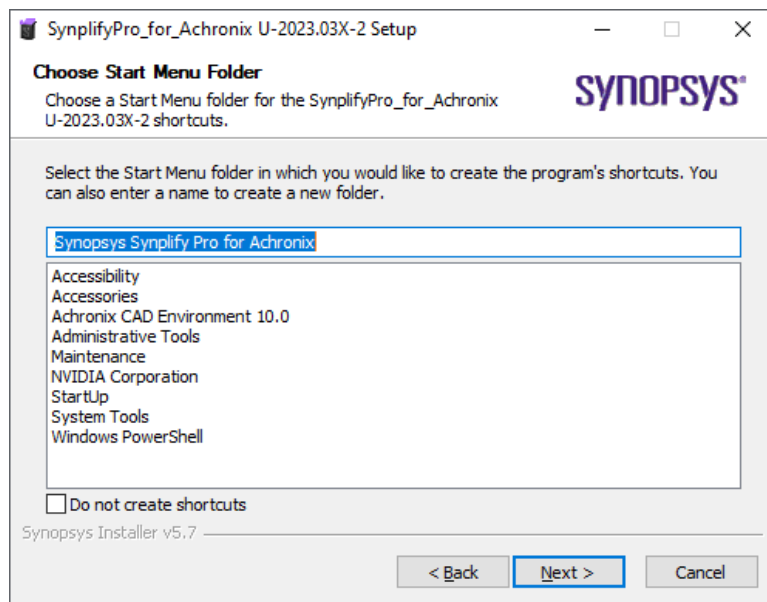 SynplifyPro_for_Achronix U-2023.03X-2 Setup
Choose Start Menu Folder
Choose a Start Menu folder for the SynplifyPro_for_Achronix
U-2023.03X-2 shortcuts.
SYNOPSYS®
Select the Start Menu folder in which you would like to create the program's shortcuts. You
can also enter a name to create a new folder.
Synopsys Synplify Pro for Achronix
Accessibility
Accessories
Achronix CAD Environment 10.0
Administrative Tools
Maintenance
NVIDIA Corporation
StartUp
System Tools
Windows PowerShell
Do not create shortcuts
Synopsys Installer v5.7
< Back
Next >
Cancel